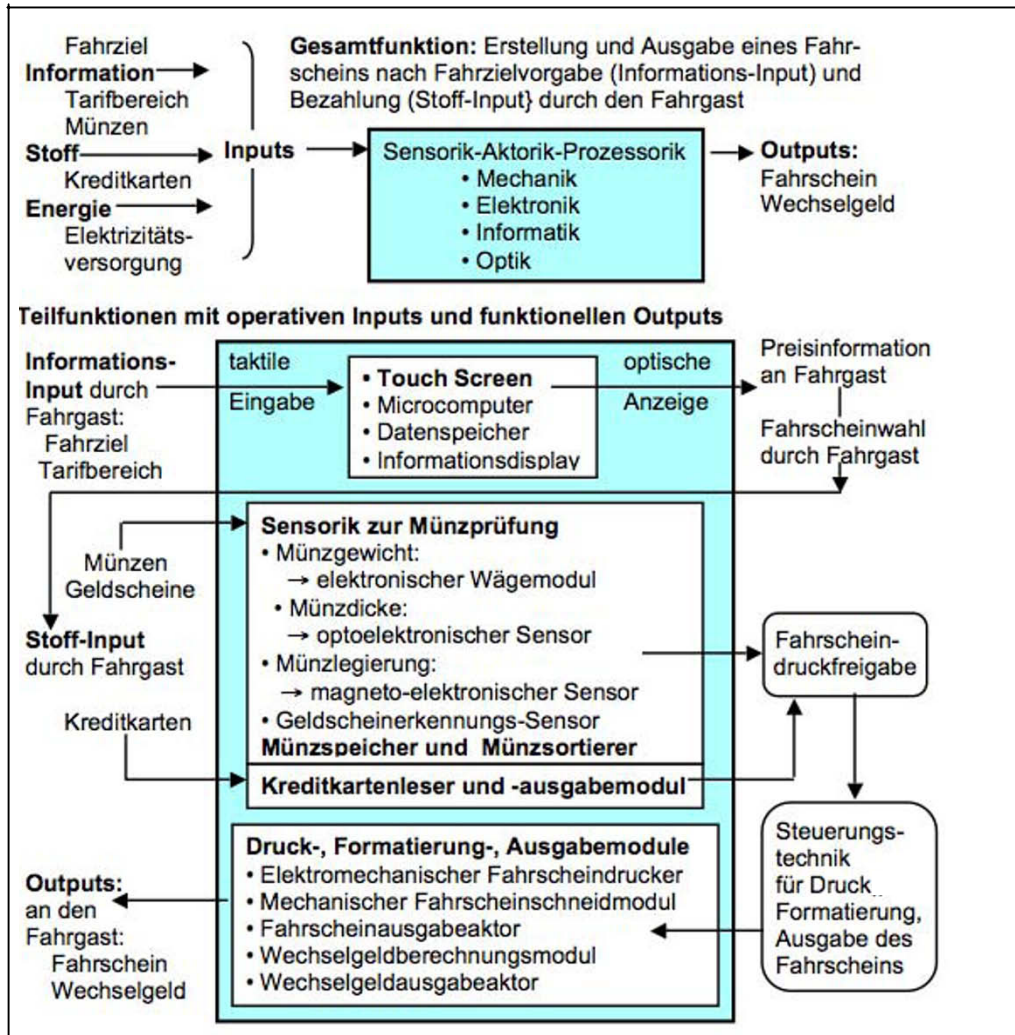 Fahrziel
Information
Tarifbereich
Münzen
Stoff
Kreditkarten
Energie
Elektrizitäts-
versorgung
Inputs
Gesamtfunktion: Erstellung und Ausgabe eines Fahr-
scheins nach Fahrzielvorgabe (Informations-Input) und
Bezahlung (Stoff-Input} durch den Fahrgast
Sensorik-Aktorik-Prozessorik
• Mechanik
• Elektronik
• Informatik
• Optik
Outputs:
Fahrschein
Wechselgeld
Teilfunktionen mit operativen Inputs und funktionellen Outputs
Informations-
Input durch
Fahrgast:
Fahrziel
Tarifbereich
taktile
Eingabe
• Touch Screen
• Microcomputer
• Datenspeicher
• Informationsdisplay
optische
Anzeige
Preisinformation
an Fahrgast
Fahrscheinwahl
durch Fahrgast
Münzen
Geldscheine
Stoff-Input
durch Fahrgast
Kreditkarten
Sensorik zur Münzprüfung
• Münzgewicht:
→ elektronischer Wägemodul
• Münzdicke:
→ optoelektronischer Sensor
• Münzlegierung:
→ magneto-elektronischer Sensor
• Geldscheinerkennungs-Sensor
Münzspeicher und Münzsortierer
Kreditkartenleser und -ausgabemodul
Fahrschein-
druckfreigabe
Steuerungs-
technik
für Druck,
Formatierung,
Ausgabe des
Fahrscheins
Druck-, Formatierung-, Ausgabemodule
• Elektromechanischer Fahrscheindrucker
• Mechanischer Fahrscheinschneidmodul
• Fahrscheinausgabeaktor
• Wechselgeldberechnungsmodul
• Wechselgeldausgabeaktor
Outputs:
an den
Fahrgast:
Fahrschein
Wechselgeld